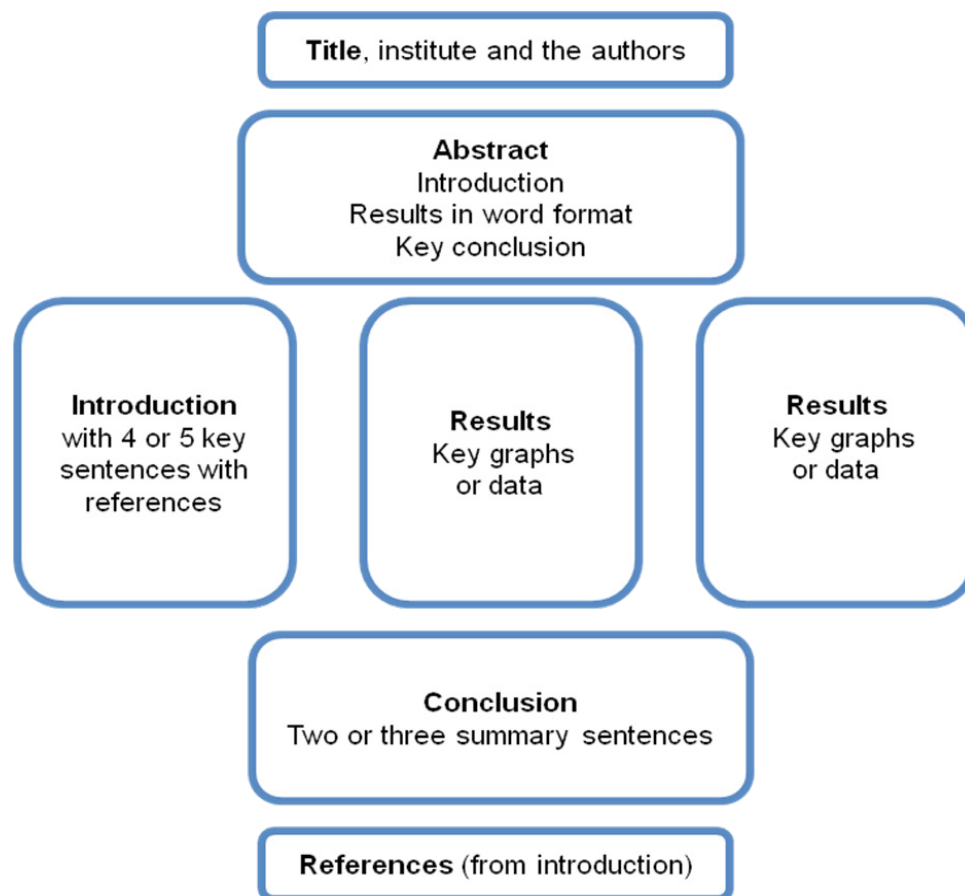 Title, institute and the authors
Abstract
Introduction
Results in word format
Key conclusion
Introduction
with 4 or 5 key
sentences with
references
Results
Key graphs
or data
Results
Key graphs
or data
Conclusion
Two or three summary sentences
References (from introduction)